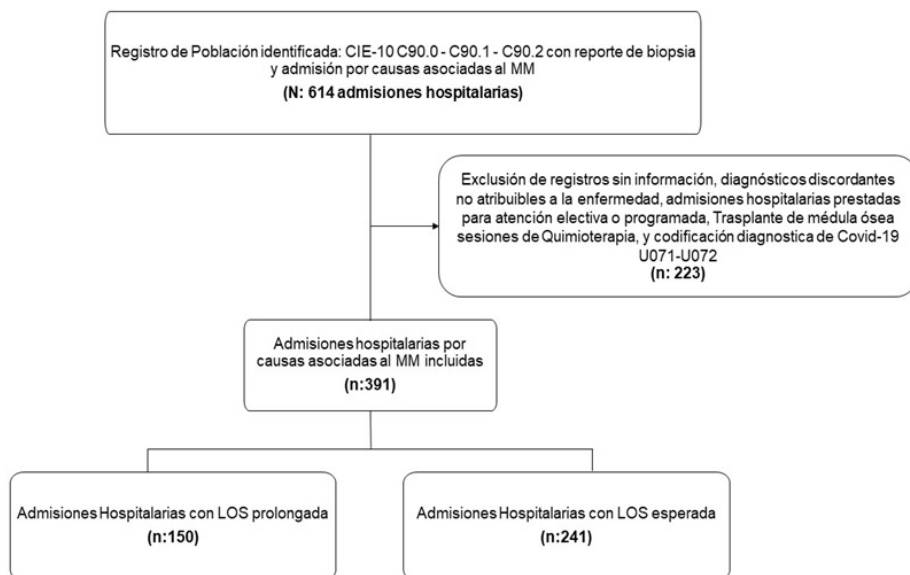 Registro de Población identificada: CIE-10 C90.0 - C90.1 - C90.2 con reporte de biopsia
y admisión por causas asociadas al MM
(N: 614 admisiones hospitalarias)
Exclusión de registros sin información, diagnósticos discordantes
no atribuibles a la enfermedad, admisiones hospitalarias prestadas
para atención electiva o programada, Trasplante de médula ósea
sesiones de Quimioterapia, y codificación diagnostica de Covid-19
U071-U072
(n: 223)
Admisiones hospitalarias por
causas asociadas al MM incluidas
(n:391)
Admisiones Hospitalarias con LOS prolongada
(n:150)
Admisiones Hospitalarias con LOS esperada
(n:241)